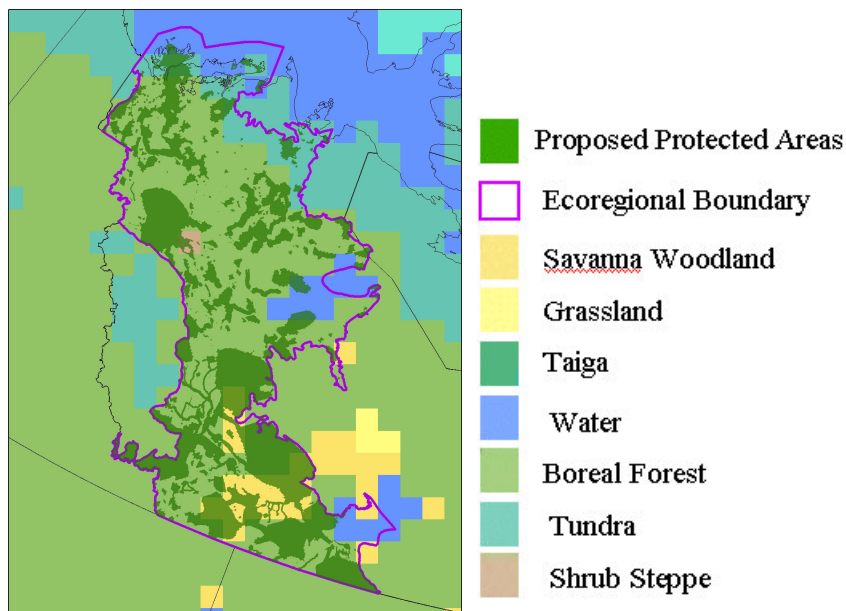 Proposed Protected Areas
Ecoregional Boundary
Savanna Woodland
Grassland
Taiga
Water
Boreal Forest
Tundra
Shrub Steppe